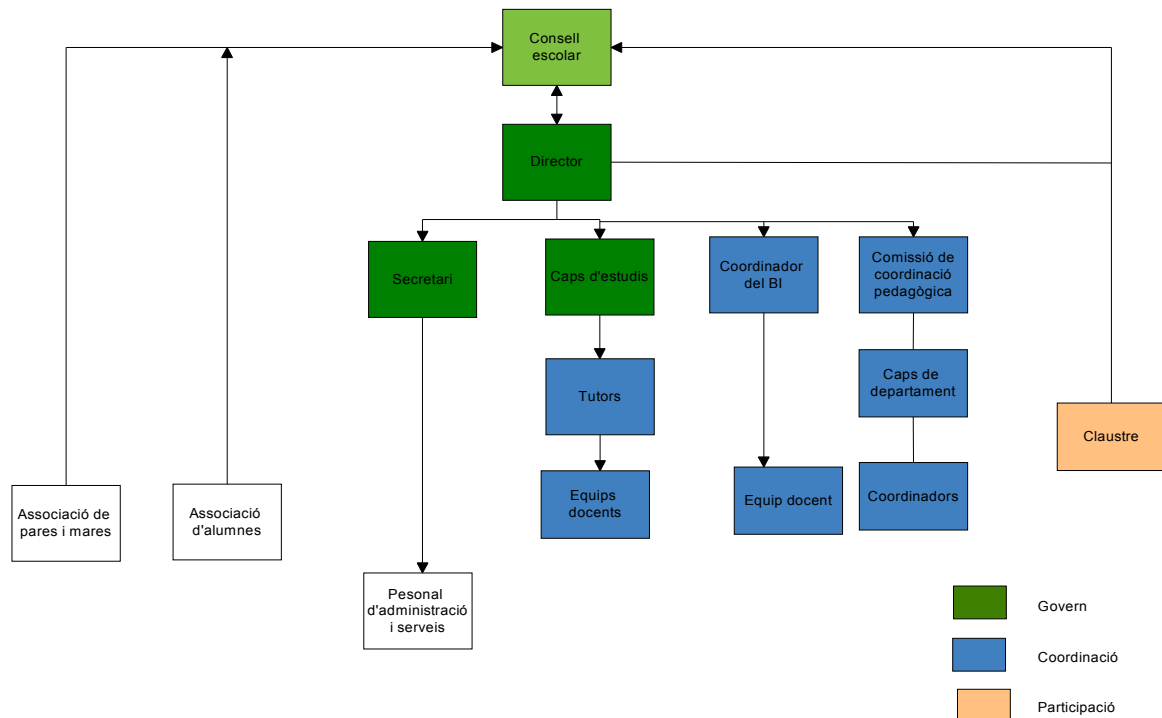 Consell
escolar
Director
Secretari
Caps d'estudis
Coordinador
del BI
Comissió de
coordinació
pedagògica
Tutors
Caps de
departament
Claustre
Associació de
pares i mares
Associació
d'alumnes
Equips
docents
Equip docent
Coordinadors
Pesonal
d'administració
i serveis
Govern
Coordinació
Participació